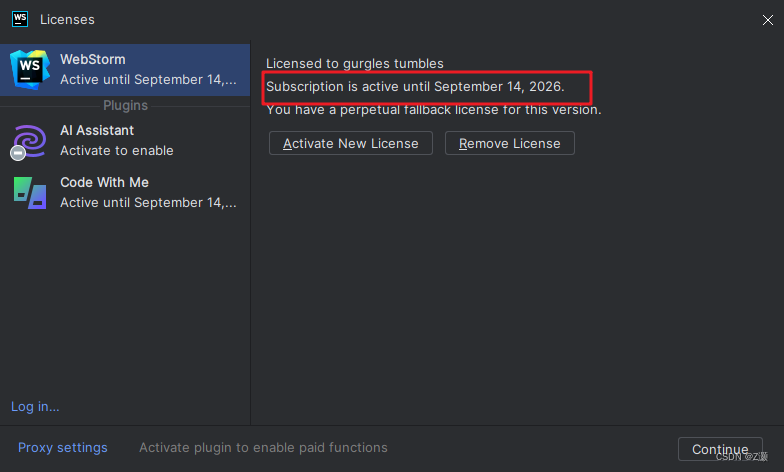 WS
Licenses
WS
WebStorm
Active until September 14,...
Plugins
AI Assistant
Activate to enable
Code With Me
Active until September 14,...
Log in...
Licensed to gurgles tumbles
Subscription is active until September 14, 2026.
You have a perpetual fallback license for this version.
Activate New License
Remove License
Proxy settings
Activate plugin to enable paid functions
Continue
CSDN @Z灏